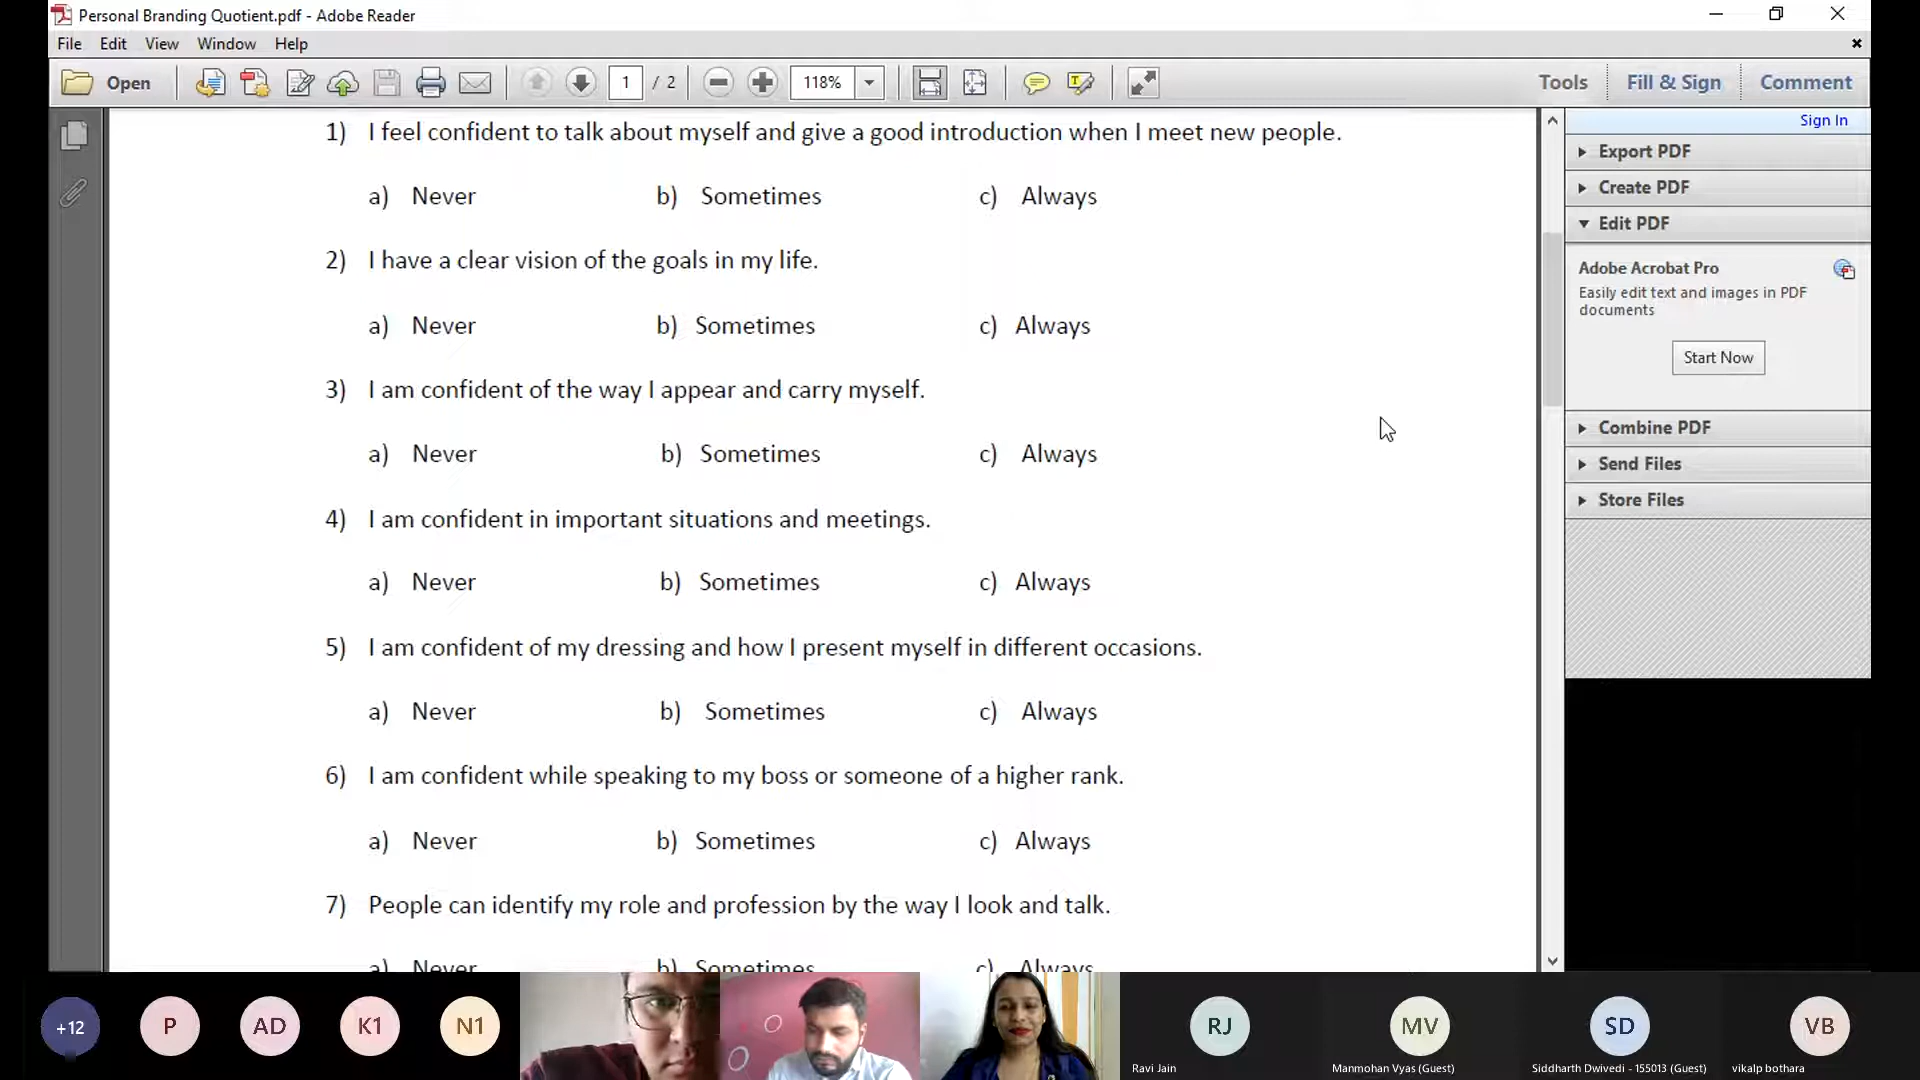 Personal Branding Quotient.pdf - Adobe Reader
File Edit View Window Help
Open 1 / 2 118% Tools Fill & Sign Comment
Sign In
Export PDF
Create PDF
Edit PDF
Adobe Acrobat Pro
Easily edit text and images in PDF
documents
Start Now
Combine PDF
Send Files
Store Files
1) I feel confident to talk about myself and give a good introduction when I meet new people.
a) Never b) Sometimes c) Always
2) I have a clear vision of the goals in my life.
a) Never b) Sometimes c) Always
3) I am confident of the way I appear and carry myself.
a) Never b) Sometimes c) Always
4) I am confident in important situations and meetings.
a) Never b) Sometimes c) Always
5) I am confident of my dressing and how I present myself in different occasions.
a) Never b) Sometimes c) Always
6) I am confident while speaking to my boss or someone of a higher rank.
a) Never b) Sometimes c) Always
7) People can identify my role and profession by the way I look and talk.
a) Never b) Sometimes c) Always
+12 P AD K1 N1 RJ MV SD VB
Ravi Jain Manmohan Vyas (Guest) Siddharth Dwivedi - 155013 (Guest) vikalp bothara